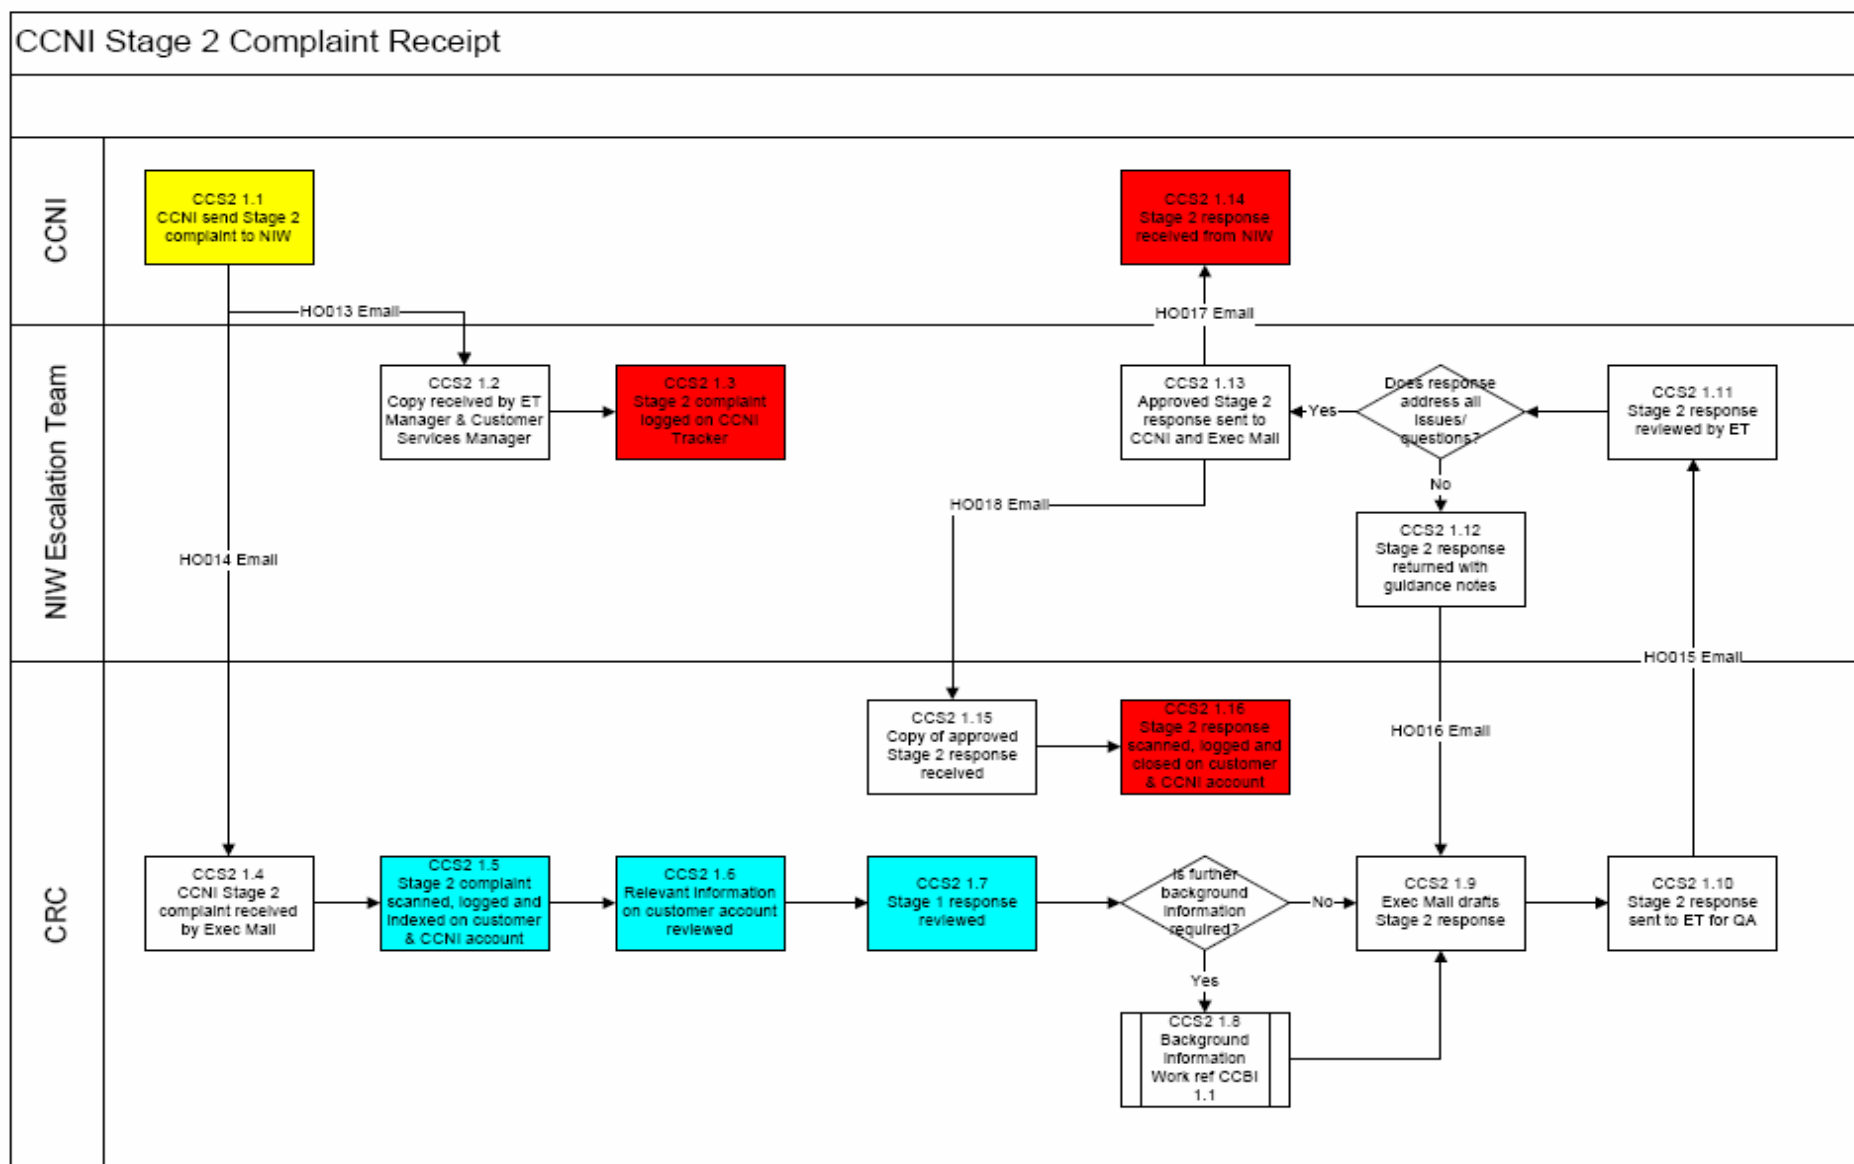 CCNI Stage 2 Complaint Receipt
CCNI
CCS2 1.1
CCNI send Stage 2
complaint to NIW
CCS2 1.14
Stage 2 response
received from NIW
HO013 Email
HO017 Email
NIW Escalation Team
CCS2 1.2
Copy received by ET
Manager & Customer
Services Manager
CCS2 1.3
Stage 2 complaint
logged on CCNI
Tracker
CCS2 1.13
Approved Stage 2
response sent to
CCNI and Exec Mail
Yes
Does response
address all
issues/
questions?
CCS2 1.11
Stage 2 response
reviewed by ET
No
HO018 Email
HO014 Email
CCS2 1.12
Stage 2 response
returned with
guidance notes
HO015 Email
CRC
CCS2 1.15
Copy of approved
Stage 2 response
received
CCS2 1.16
Stage 2 response
scanned, logged and
closed on customer
& CCNI account
HO016 Email
CCS2 1.4
CCNI Stage 2
complaint received
by Exec Mail
CCS2 1.5
Stage 2 complaint
scanned, logged and
indexed on customer
& CCNI account
CCS2 1.6
Relevant information
on customer account
reviewed
CCS2 1.7
Stage 1 response
reviewed
Is further
background
information
required?
No
CCS2 1.9
Exec Mail drafts
Stage 2 response
CCS2 1.10
Stage 2 response
sent to ET for QA
Yes
CCS2 1.8
Background
Information
Work ref CCBI
1.1